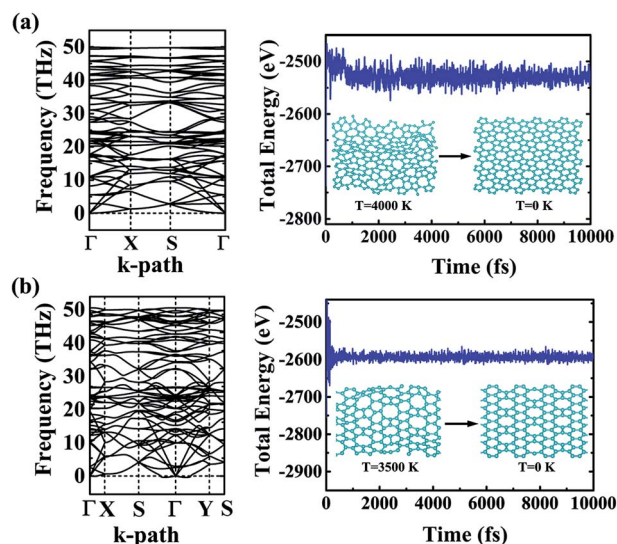 (a)
Frequency (THz)
50
40
30
20
10
0
Γ X S Γ
k-path
Total Energy (eV)
-2500
-2600
-2700
-2800
T=4000 K
T=0 K
0 2000 4000 6000 8000 10000
Time (fs)
(b)
Frequency (THz)
50
40
30
20
10
0
Γ X S Γ Y S
k-path
Total Energy (eV)
-2500
-2600
-2700
-2800
-2900
T=3500 K
T=0 K
0 2000 4000 6000 8000 10000
Time (fs)